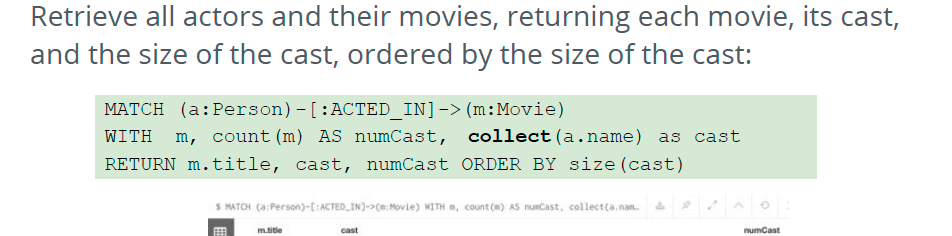 Retrieve all actors and their movies, returning each movie, its cast,
and the size of the cast, ordered by the size of the cast:
MATCH (a:Person)-[:ACTED_IN]->(m:Movie)
WITH m, count(m) AS numCast, collect(a.name) as cast
RETURN m.title, cast, numCast ORDER BY size(cast)
$ MATCH (a:Person)-[:ACTED_IN]->(m:Movie) WITH m, count(m) AS numCast, collect(a.nam…
m.title cast numCast